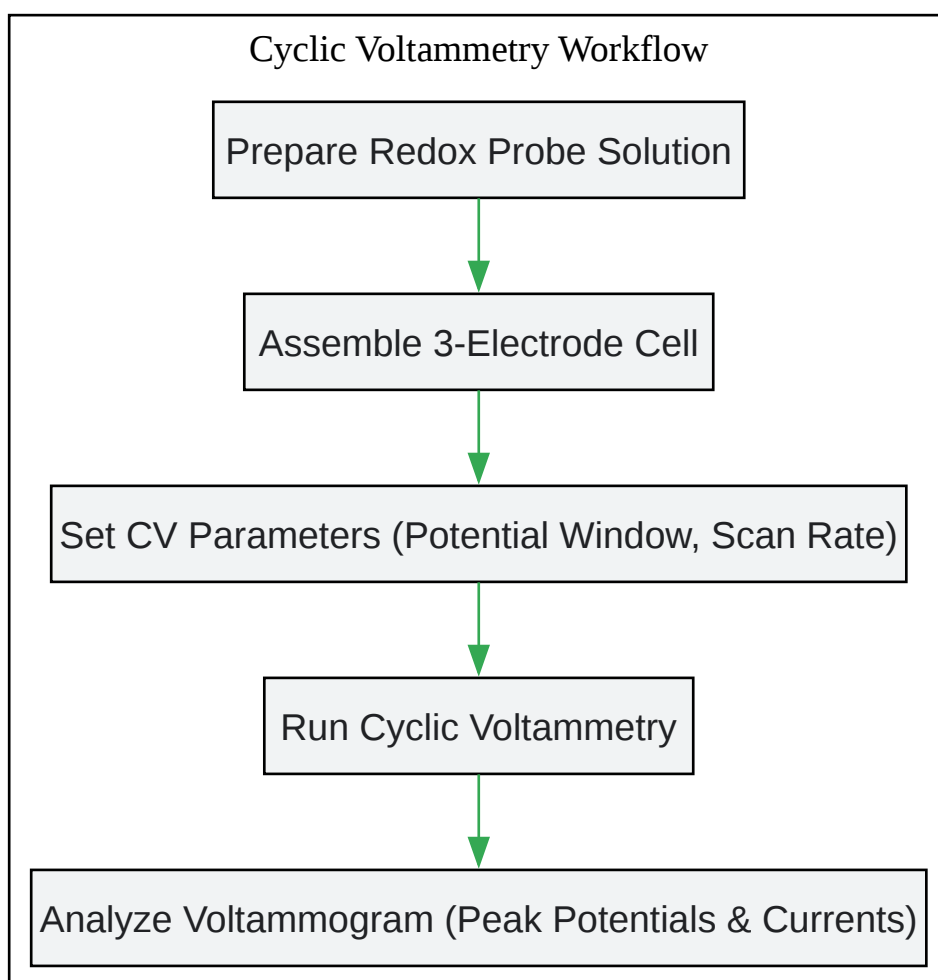 Cyclic Voltammetry Workflow
Prepare Redox Probe Solution
Assemble 3-Electrode Cell
Set CV Parameters (Potential Window, Scan Rate)
Run Cyclic Voltammetry
Analyze Voltammogram (Peak Potentials & Currents)